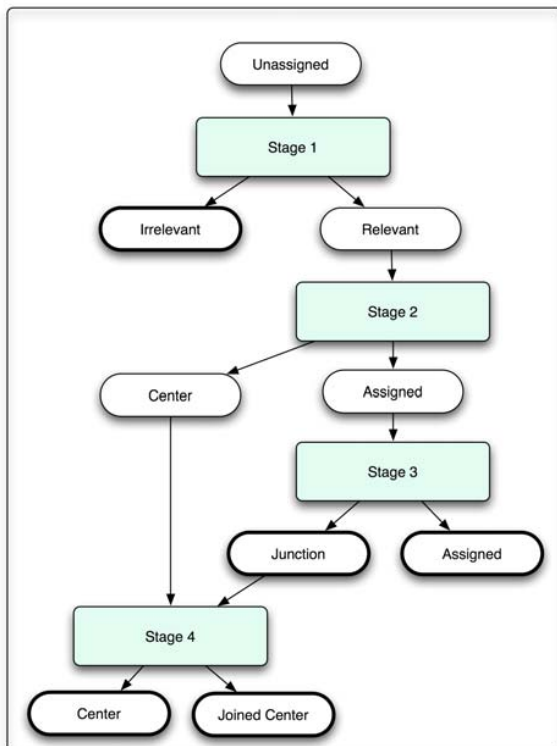 Unassigned
Stage 1
Irrelevant
Relevant
Stage 2
Center
Assigned
Stage 3
Junction
Assigned
Stage 4
Center
Joined Center